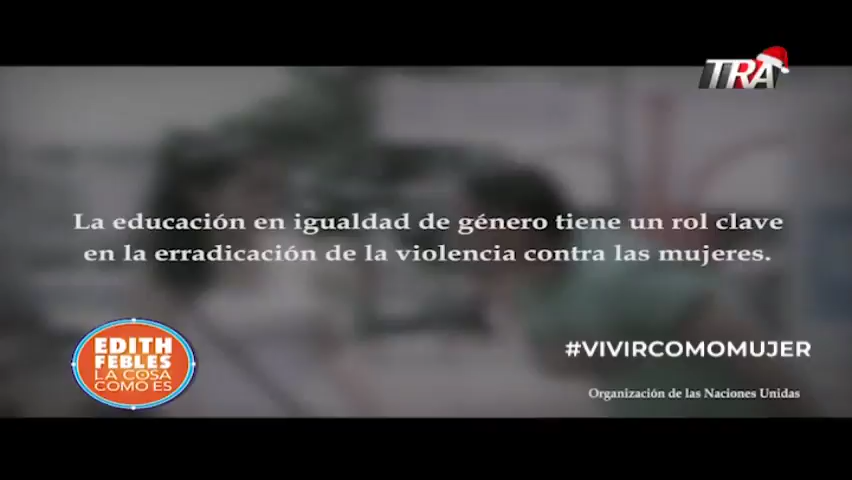 TRA
La educación en igualdad de género tiene un rol clave
en la erradicación de la violencia contra las mujeres.
EDITH
FEBLES
LA COSA
COMO ES
#VIVIRCOMOMUJER
Organización de las Naciones Unidas